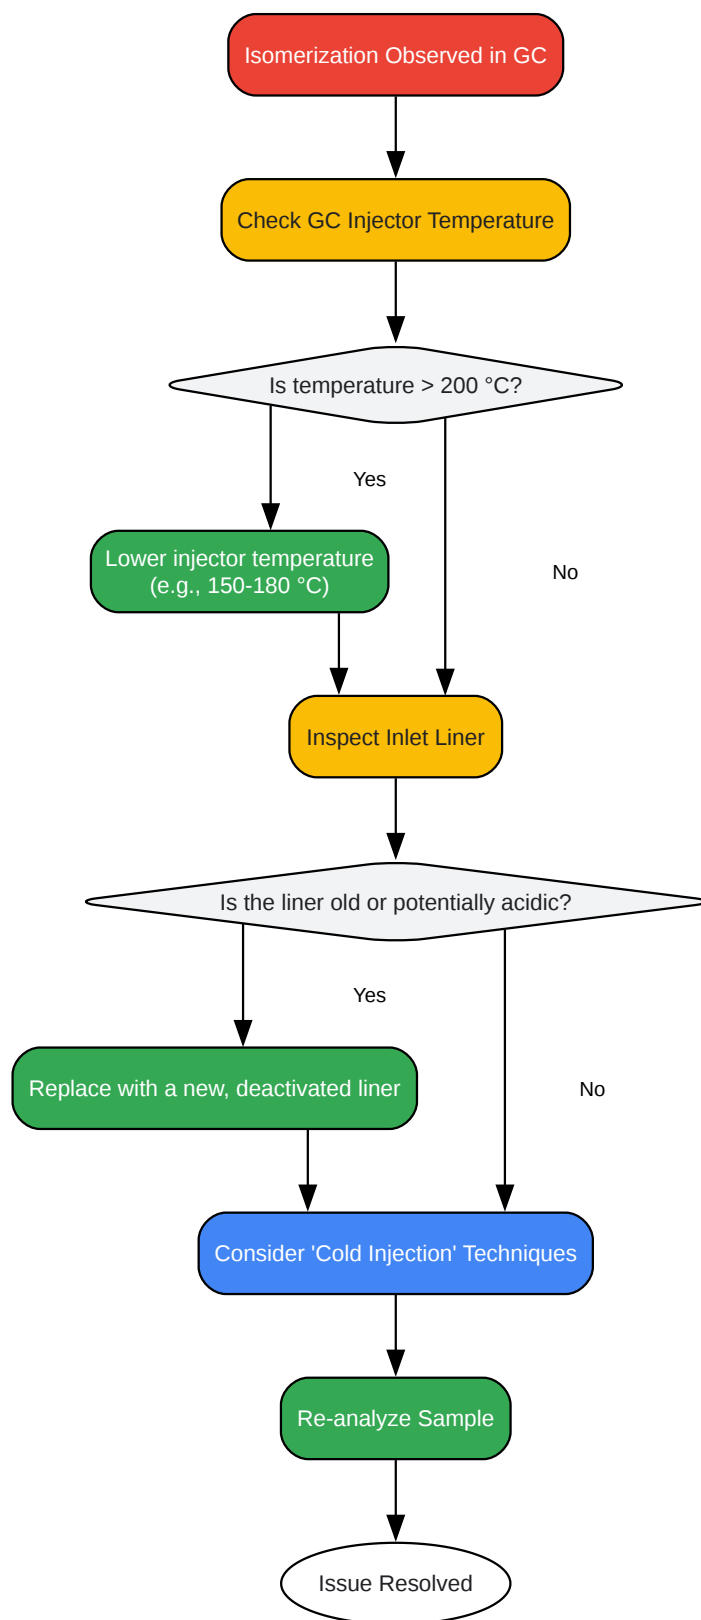 Isomerization Observed in GC
Check GC Injector Temperature
Is temperature > 200 °C?
Yes
Lower injector temperature
(e.g., 150-180 °C)
No
Inspect Inlet Liner
Is the liner old or potentially acidic?
Yes
Replace with a new, deactivated liner
No
Consider 'Cold Injection' Techniques
Re-analyze Sample
Issue Resolved